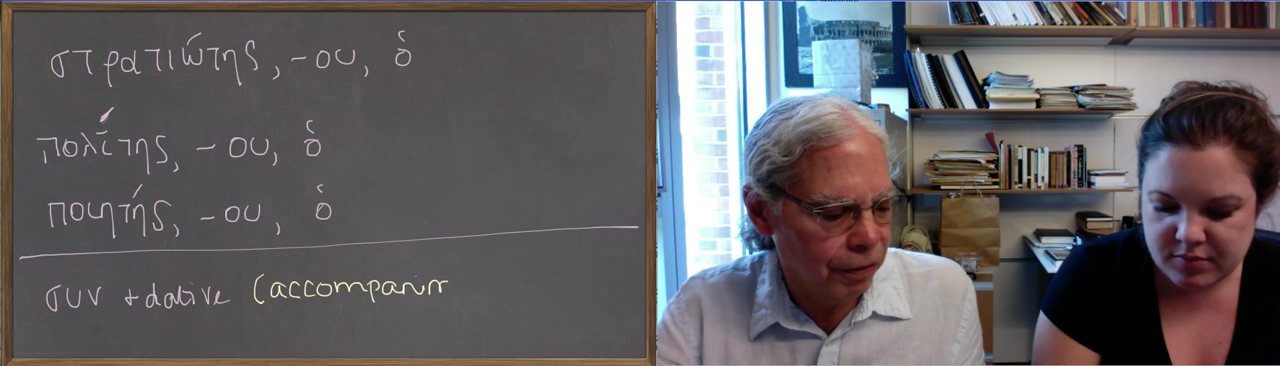 στρατιώτης, -ου, ὁ
πολίτης, -ου, ὁ
ποιητής, -ου, ὁ
συν + dative (accompanim